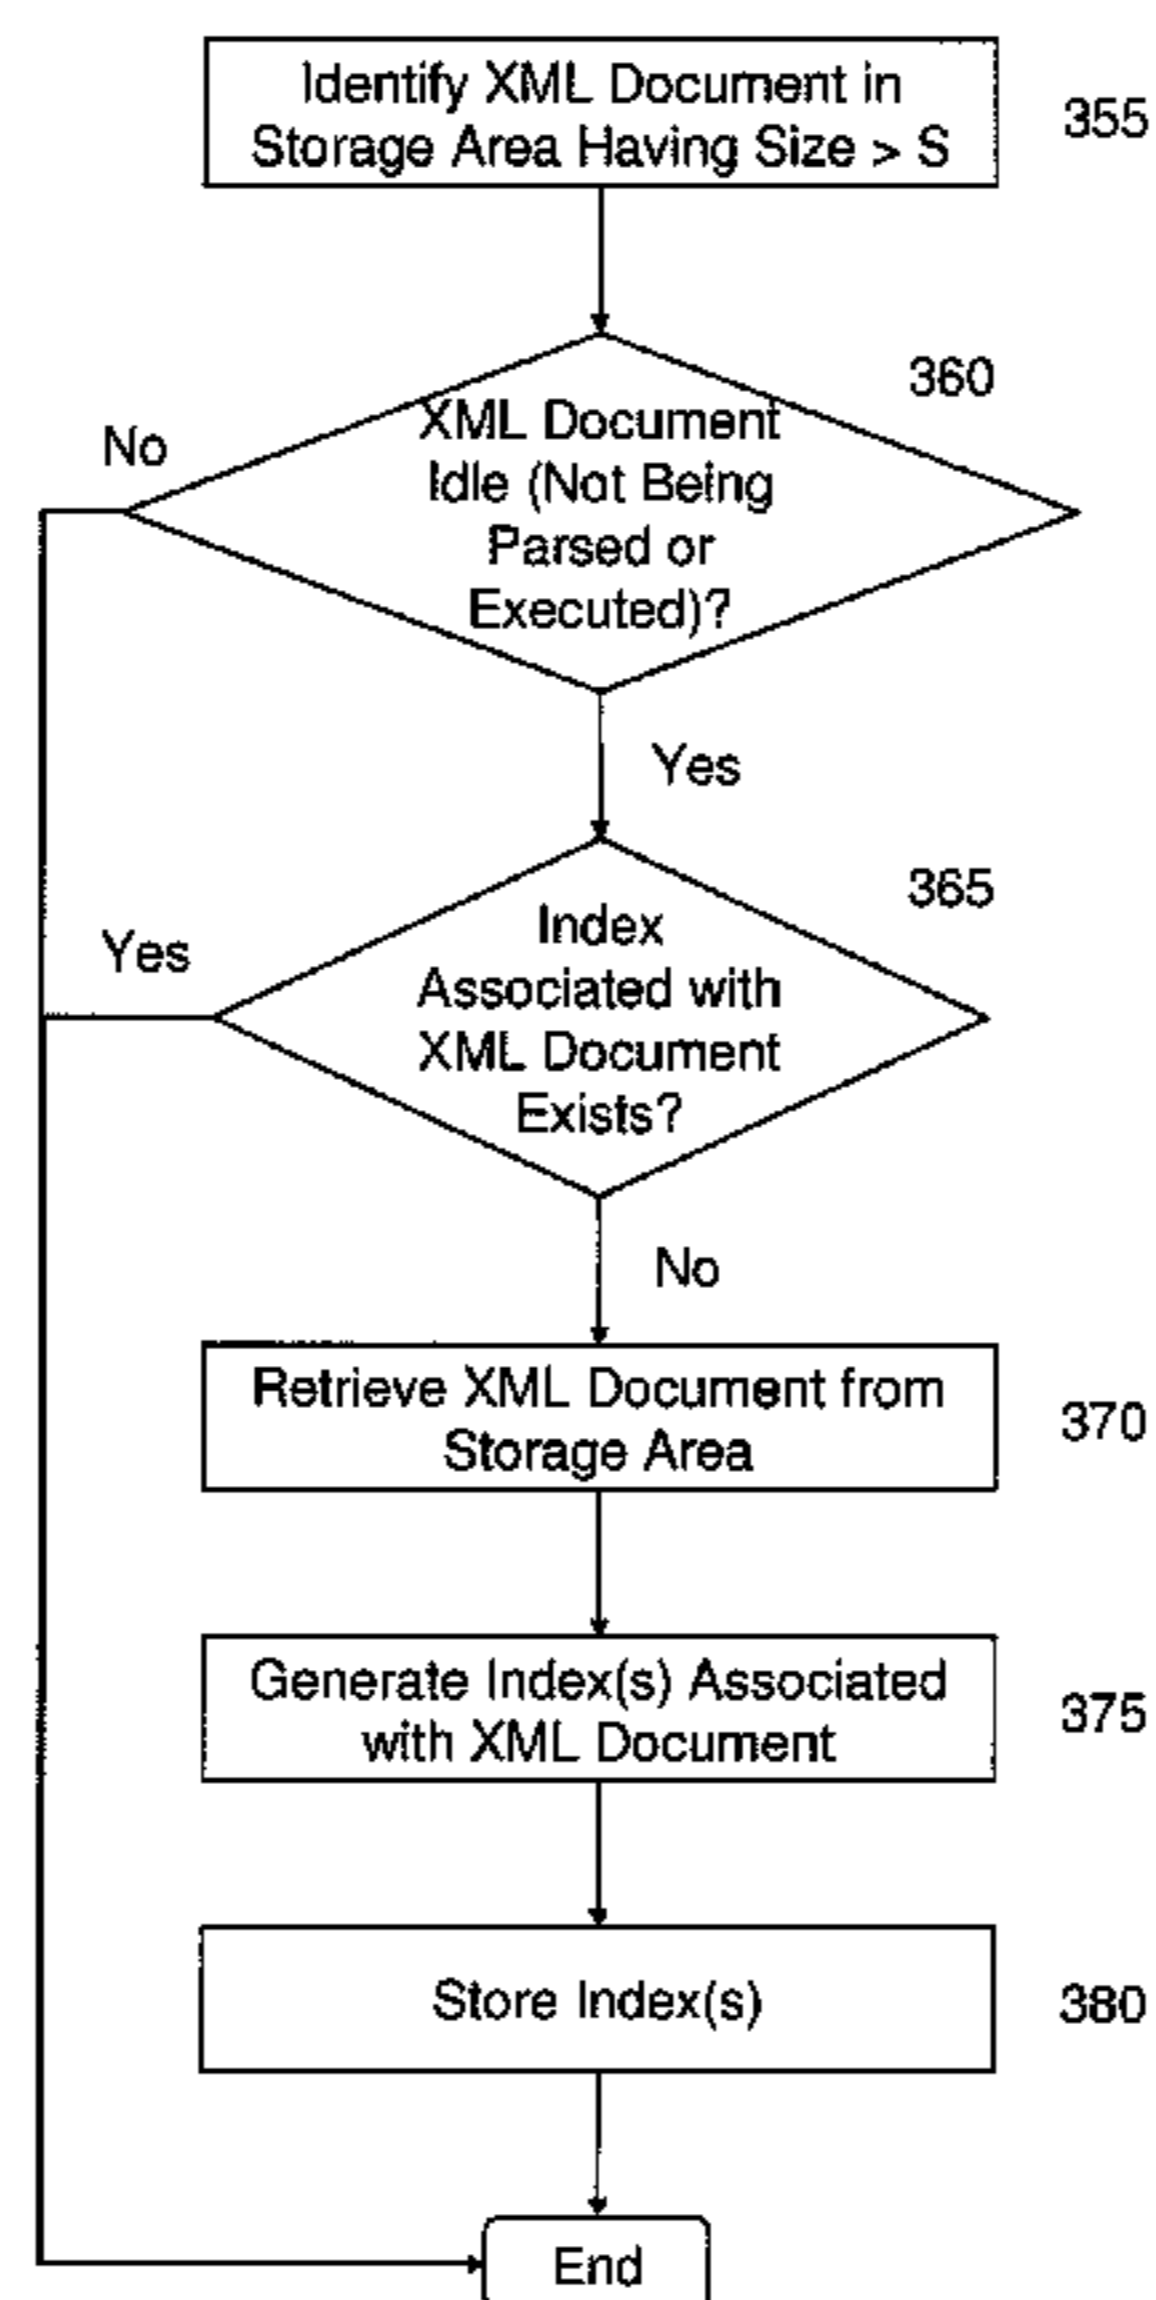 Identify XML Document in
Storage Area Having Size > S
355
360
XML Document
Idle (Not Being
Parsed or
Executed)?
No
Yes
365
Index
Associated with
XML Document
Exists?
Yes
No
Retrieve XML Document from
Storage Area
370
Generate Index(s) Associated
with XML Document
375
Store Index(s)
380
End